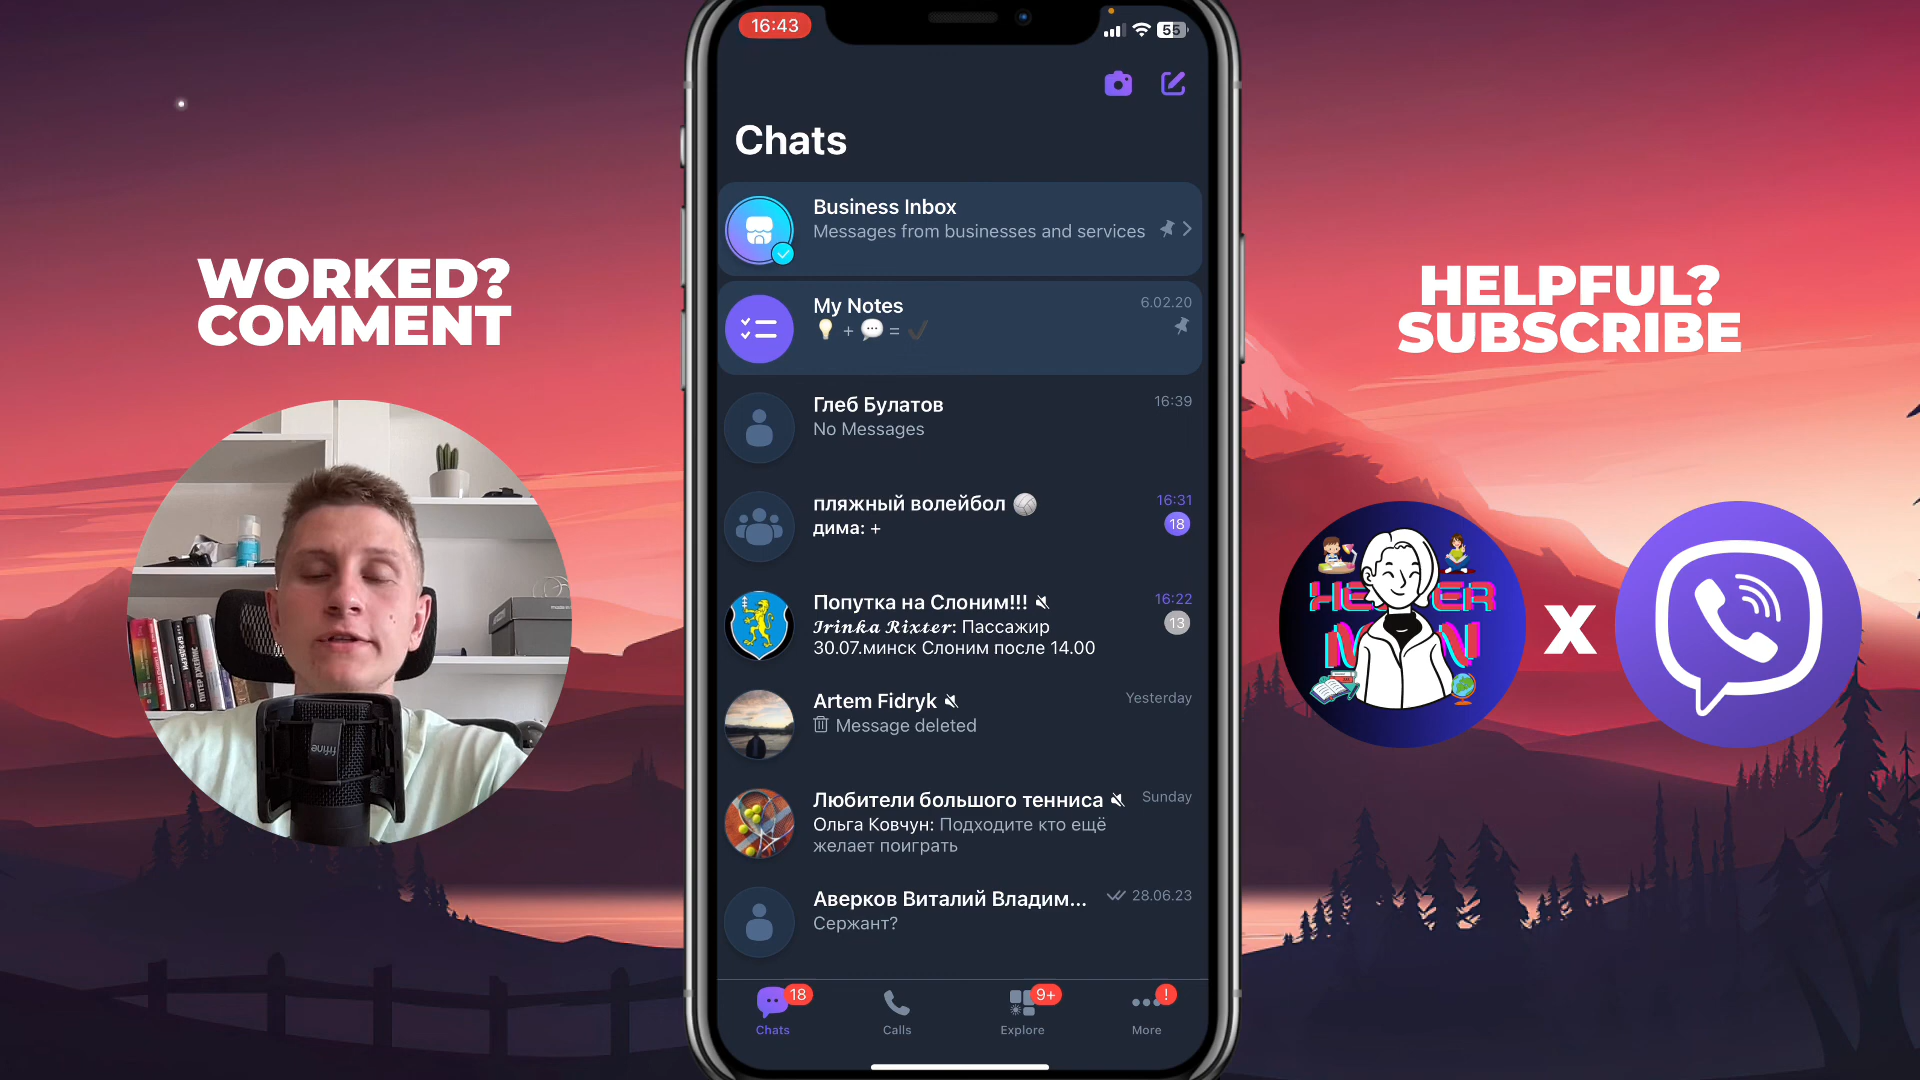 16:43
55
Chats
Business Inbox
Messages from businesses and services
My Notes
6.02.20
💡 + 💬 = ✔
Глеб Булатов
16:39
No Messages
пляжный волейбол 🏐
16:31
дима: +
18
Попутка на Слоним!!!
16:22
𝓘𝓻𝓲𝓷𝓴𝓪 𝓡𝓲𝔁𝓽𝓮𝓻: Пассажир
13
30.07.минск Слоним после 14.00
Artem Fidryk
Yesterday
Message deleted
Любители большого тенниса
Sunday
Ольга Ковчун: Подходите кто ещё
желает поиграть
Аверков Виталий Владим...
28.06.23
Сержант?
18
9+
!
Chats
Calls
Explore
More
WORKED?
COMMENT
fifine
HELPFUL?
SUBSCRIBE
X